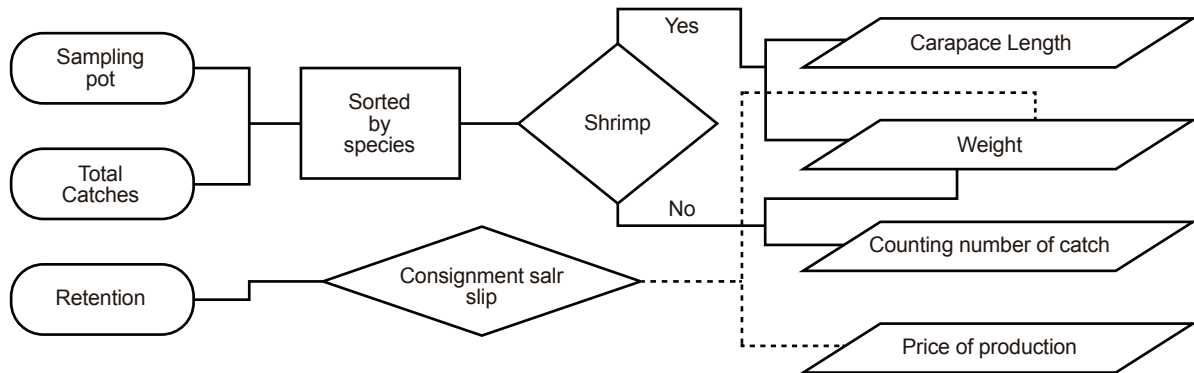 Sampling
pot
Total
Catches
Retention
Sorted
by
species
Shrimp
Yes
No
Consignment salr
slip
Carapace Length
Weight
Counting number of catch
Price of production